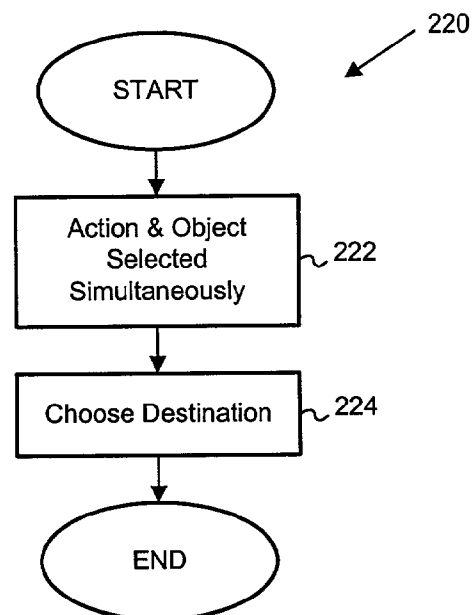 220
START
Action & Object
Selected
Simultaneously
222
Choose Destination
224
END